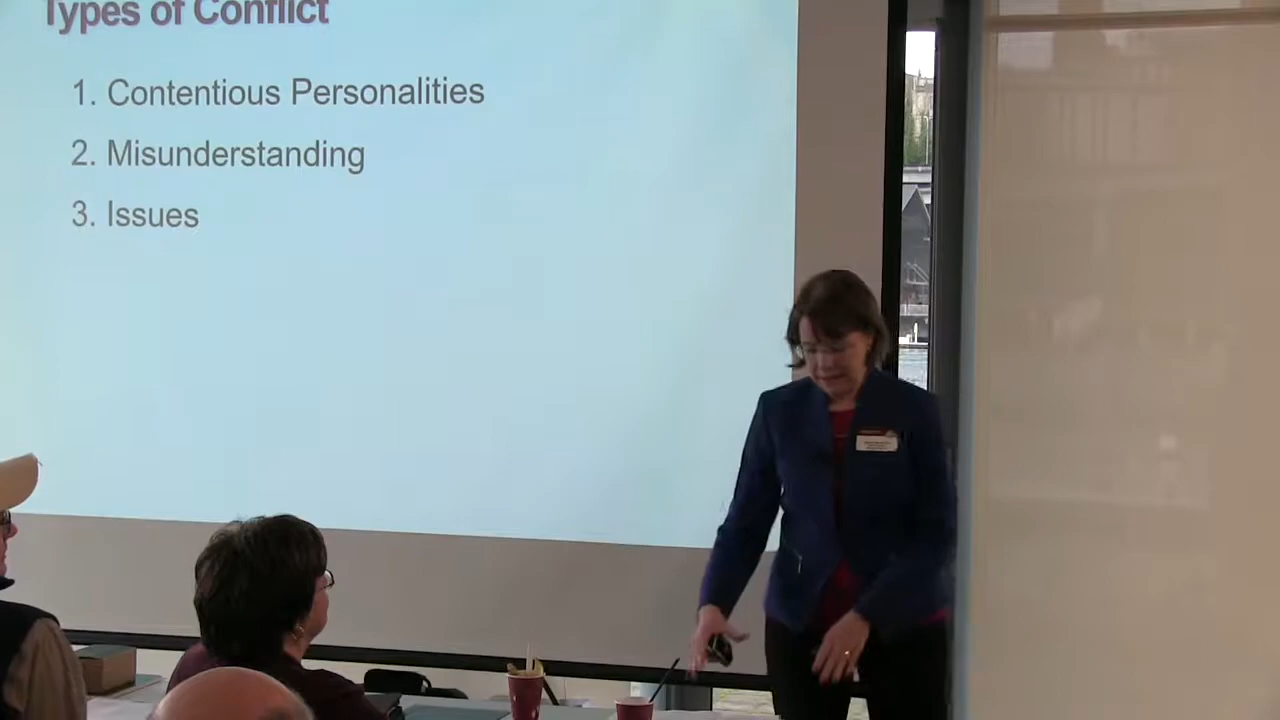 Types of Conflict
1. Contentious Personalities
2. Misunderstanding
3. Issues